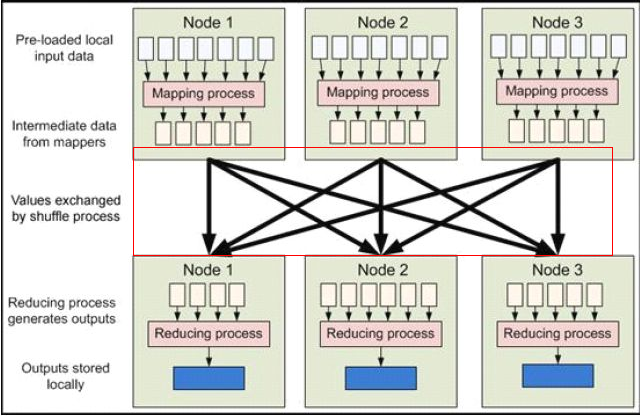 Node 1
Node 2
Node 3
Pre-loaded local
input data
Mapping process
Mapping process
Mapping process
Intermediate data
from mappers
Values exchanged
by shuffle process
Node 1
Node 2
Node 3
Reducing process
generates outputs
Reducing process
Reducing process
Reducing process
Outputs stored
locally